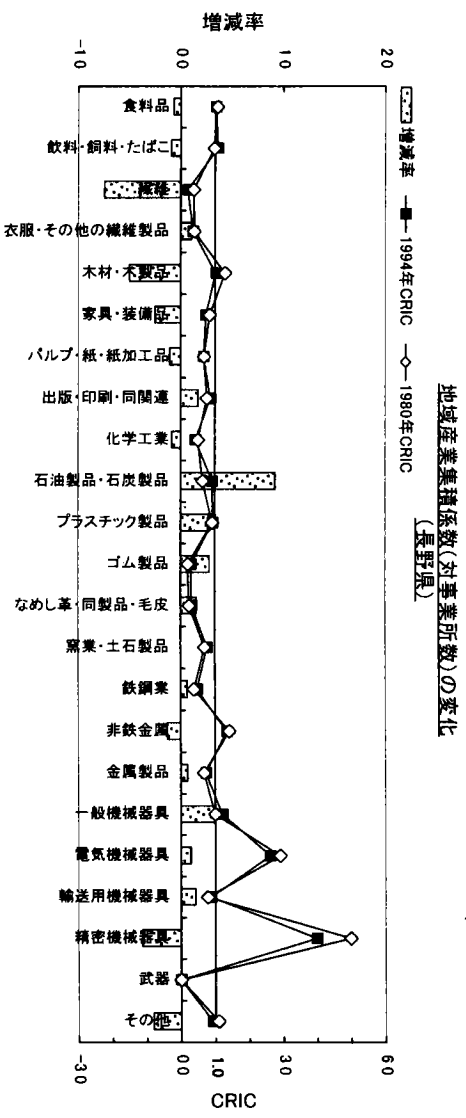 地域産業集積係数(対事業所数)の変化
(長野県)
増減率
1994年CRIC
1980年CRIC
増減率
2.0
1.0
0.0
-1.0
食料品
飲料・飼料・たばこ
繊維
衣服・その他の繊維製品
木材・木製品
家具・装備品
パルプ・紙・紙加工品
出版・印刷・同関連
化学工業
石油製品・石炭製品
プラスチック製品
ゴム製品
なめし革・同製品・毛皮
窯業・土石製品
鉄鋼業
非鉄金属
金属製品
一般機械器具
電気機械器具
輸送用機械器具
精密機械器具
武器
その他
6.0
3.0
1.0
0.0
-3.0
CRIC